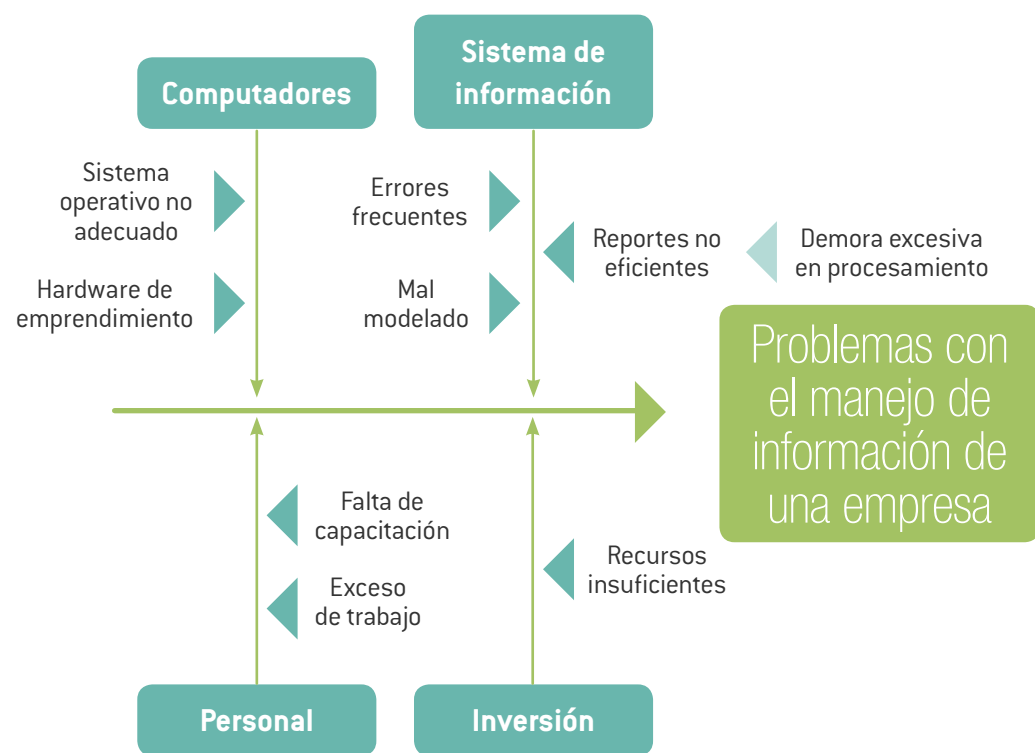 Computadores
Sistema de
información
Sistema
operativo no
adecuado
Hardware de
emprendimiento
Errores
frecuentes
Mal
modelado
Reportes no
eficientes
Demora excesiva
en procesamiento
Problemas con
el manejo de
información de
una empresa
Falta de
capacitación
Exceso
de trabajo
Recursos
insuficientes
Personal
Inversión